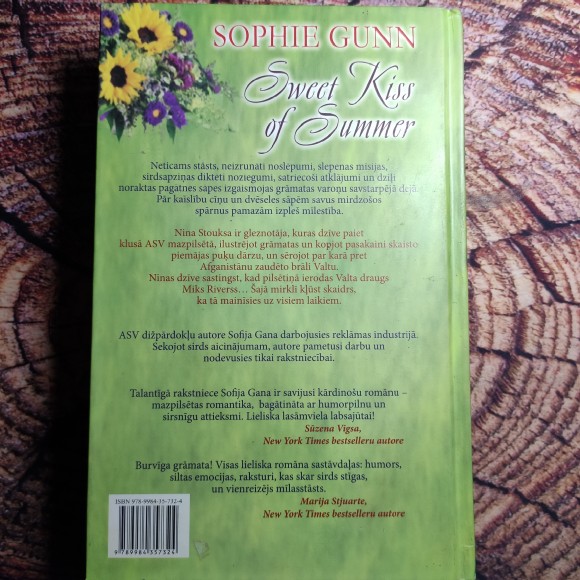 SOPHIE GUNN
Sweet Kiss
of Summer
Neticams stāsts, neizrunāti noslēpumi, slepenas misijas,
sirdsapziņas diktēti noziegumi, satriecoši atklājumi un dziļi
noraktas pagātnes sāpes izgaismojas grāmatas varoņu savstarpējā dejā.
Pār kaislību cīņu un dvēseles sāpēm savus mirdzošos
spārnus pamazām izpleš mīlestība.
Nina Stouksa ir gleznotāja, kuras dzīve paiet
klusā ASV mazpilsētā, ilustrējot grāmatas un kopjot pasakaini skaisto
piemājas puķu dārzu, un sērojot par karā pret
Afganistānu zaudēto brāli Valtu.
Ninas dzīve sastingst, kad pilsētiņā ierodas Valta draugs
Miks Riverss... Šajā mirklī kļūst skaidrs,
ka tā mainīsies uz visiem laikiem.
ASV dižpārdokļu autore Sofija Gana darbojusies reklāmas industrijā.
Sekojot sirds aicinājumam, autore pametusi darbu un
nodevusies tikai rakstniecībai.
Talantīgā rakstniece Sofija Gana ir savijusi kārdinošu romānu –
mazpilsētas romantika, bagātināta ar humorpilnu un
sirsnīgu attieksmi. Lieliska lasāmviela labsajūtai!
Sūzena Vigsa,
New York Times bestselleru autore
Burvīga grāmata! Visas lieliska romāna sastāvdaļas: humors,
siltas emocijas, raksturi, kas skar sirds stīgas,
un vienreizējs mīlasstāsts.
Marija Stjuarte,
New York Times bestselleru autore
ISBN 978-9984-35-732-4
9789984357324